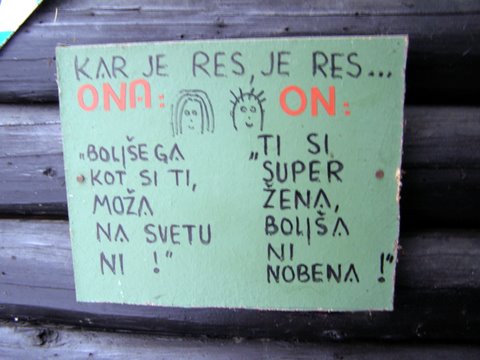 KAR JE RES, JE RES...
ONA:
„BOLJŠEGA
KOT SI TI,
MOŽA
NA SVETU
NI !"
ON:
„TI SI
SUPER
ŽENA,
BOLJŠA
NI
NOBENA !"